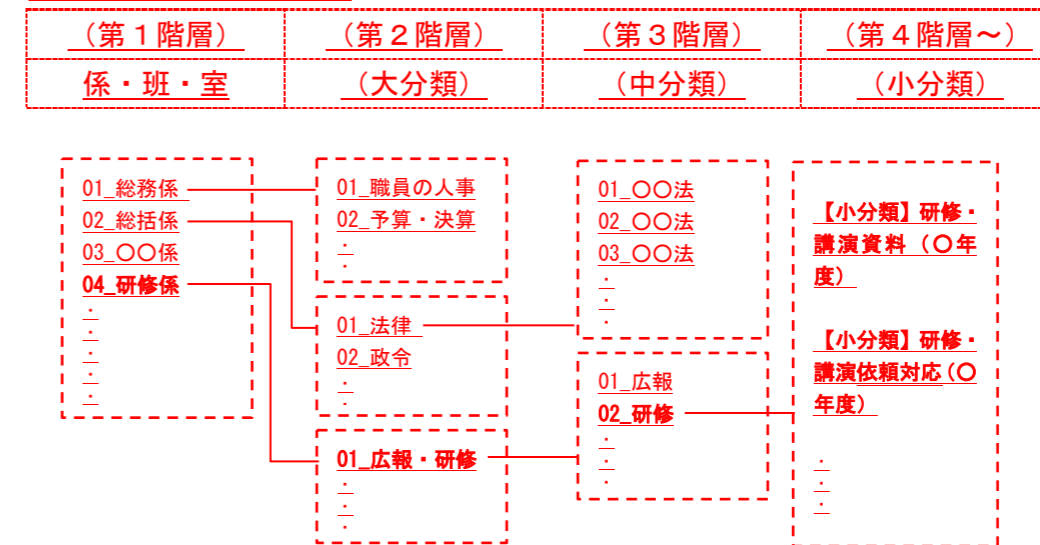 （第１階層）
（第２階層）
（第３階層）
（第４階層～）
係・班・室
（大分類）
（中分類）
（小分類）
01_総務係
02_総括係
03_〇〇係
04_研修係
・
・
・
・
・
01_職員の人事
02_予算・決算
・
・
01_法律
02_政令
・
・
01_広報・研修
・
・
・
01_〇〇法
02_〇〇法
03_〇〇法
・
・
・
01_広報
02_研修
・
・
・
【小分類】研修・
講演資料（〇年
度）
【小分類】研修・
講演依頼対応（〇
年度）
・
・
・